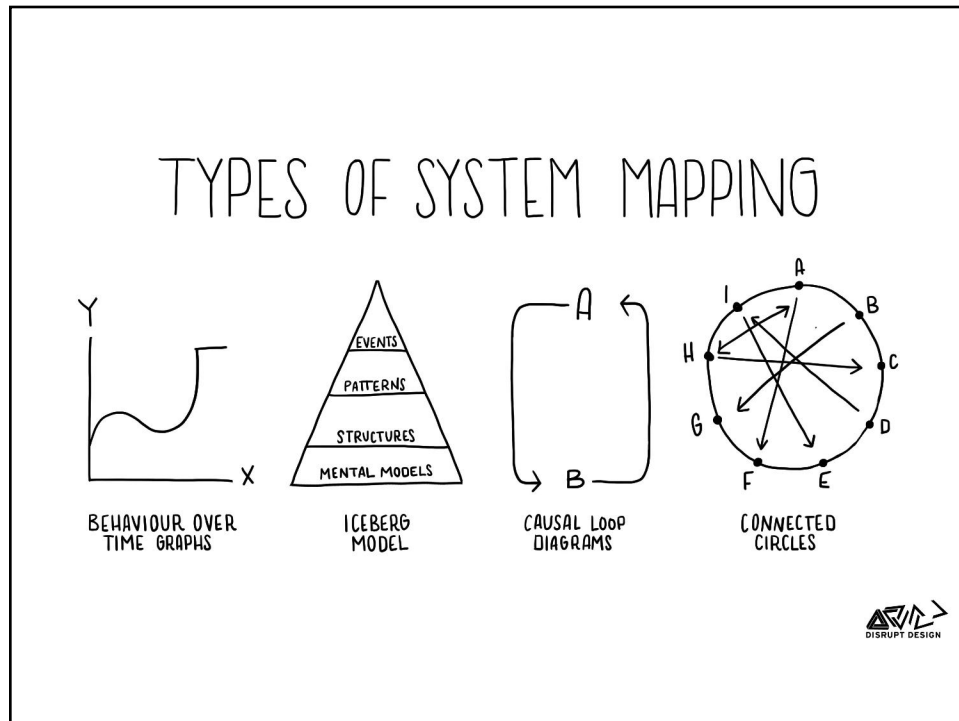 TYPES OF SYSTEM MAPPING
Y
X
BEHAVIOUR OVER
TIME GRAPHS
EVENTS
PATTERNS
STRUCTURES
MENTAL MODELS
ICEBERG
MODEL
A
B
CAUSAL LOOP
DIAGRAMS
A
B
C
D
E
F
G
H
I
CONNECTED
CIRCLES
DISRUPT DESIGN